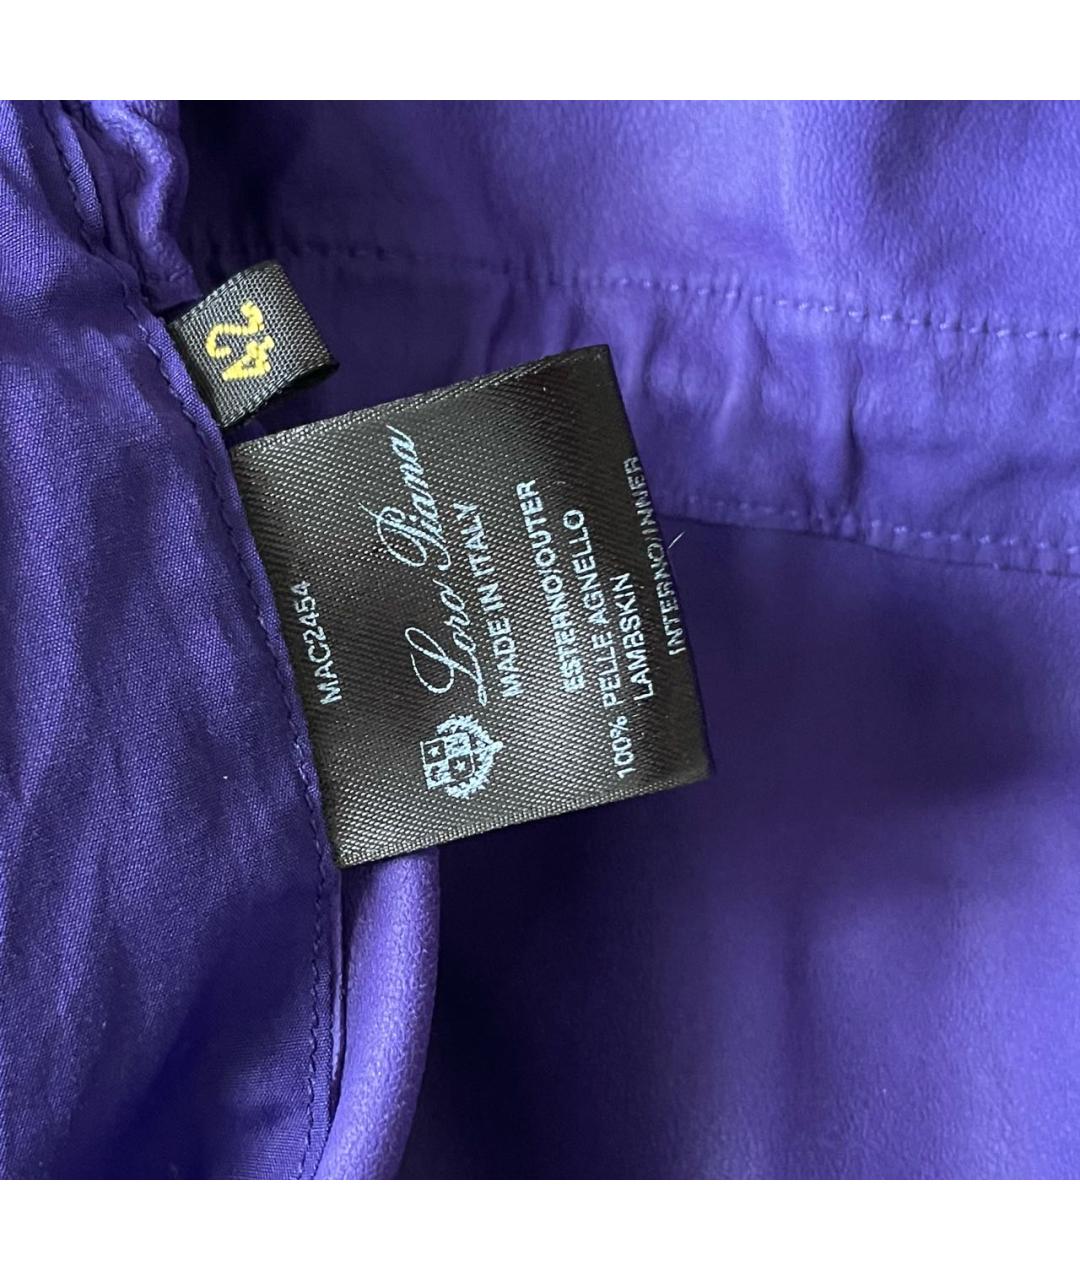 42
MAC2454
Loro Piana
MADE IN ITALY
ESTERNO/OUTER
100% PELLE AGNELLO
LAMBSKIN
INTERNO/INNER